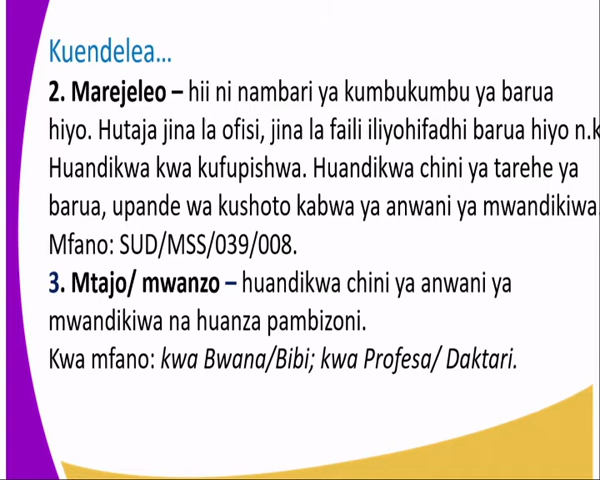 Kuendelea...
2. Marejeleo – hii ni nambari ya kumbukumbu ya barua
hiyo. Hutaja jina la ofisi, jina la faili iliyohifadhi barua hiyo n.k
Huandikwa kwa kufupishwa. Huandikwa chini ya tarehe ya
barua, upande wa kushoto kabwa ya anwani ya mwandikiwa.
Mfano: SUD/MSS/039/008.
3. Mtajo/ mwanzo – huandikwa chini ya anwani ya
mwandikiwa na huanza pambizoni.
Kwa mfano: kwa Bwana/Bibi; kwa Profesa/ Daktari.